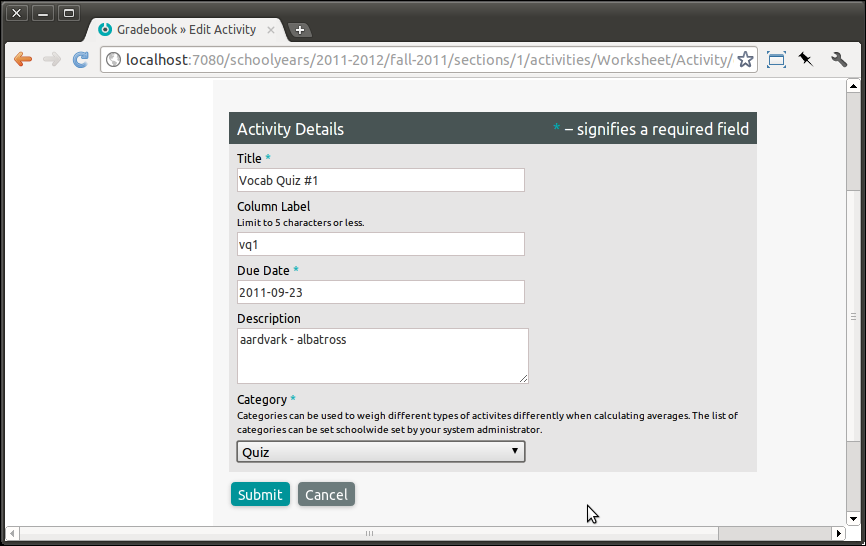 Gradebook » Edit Activity
localhost:7080/schoolyears/2011-2012/fall-2011/sections/1/activities/Worksheet/Activity/
Activity Details * – signifies a required field
Title *
Vocab Quiz #1
Column Label
Limit to 5 characters or less.
vq1
Due Date *
2011-09-23
Description
aardvark - albatross
Category *
Categories can be used to weigh different types of activites differently when calculating averages. The list of
categories can be set schoolwide set by your system administrator.
Quiz
Submit Cancel